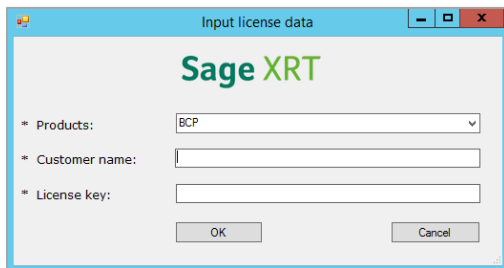 Input license data
Sage XRT
* Products: BCP
* Customer name:
* License key:
OK Cancel